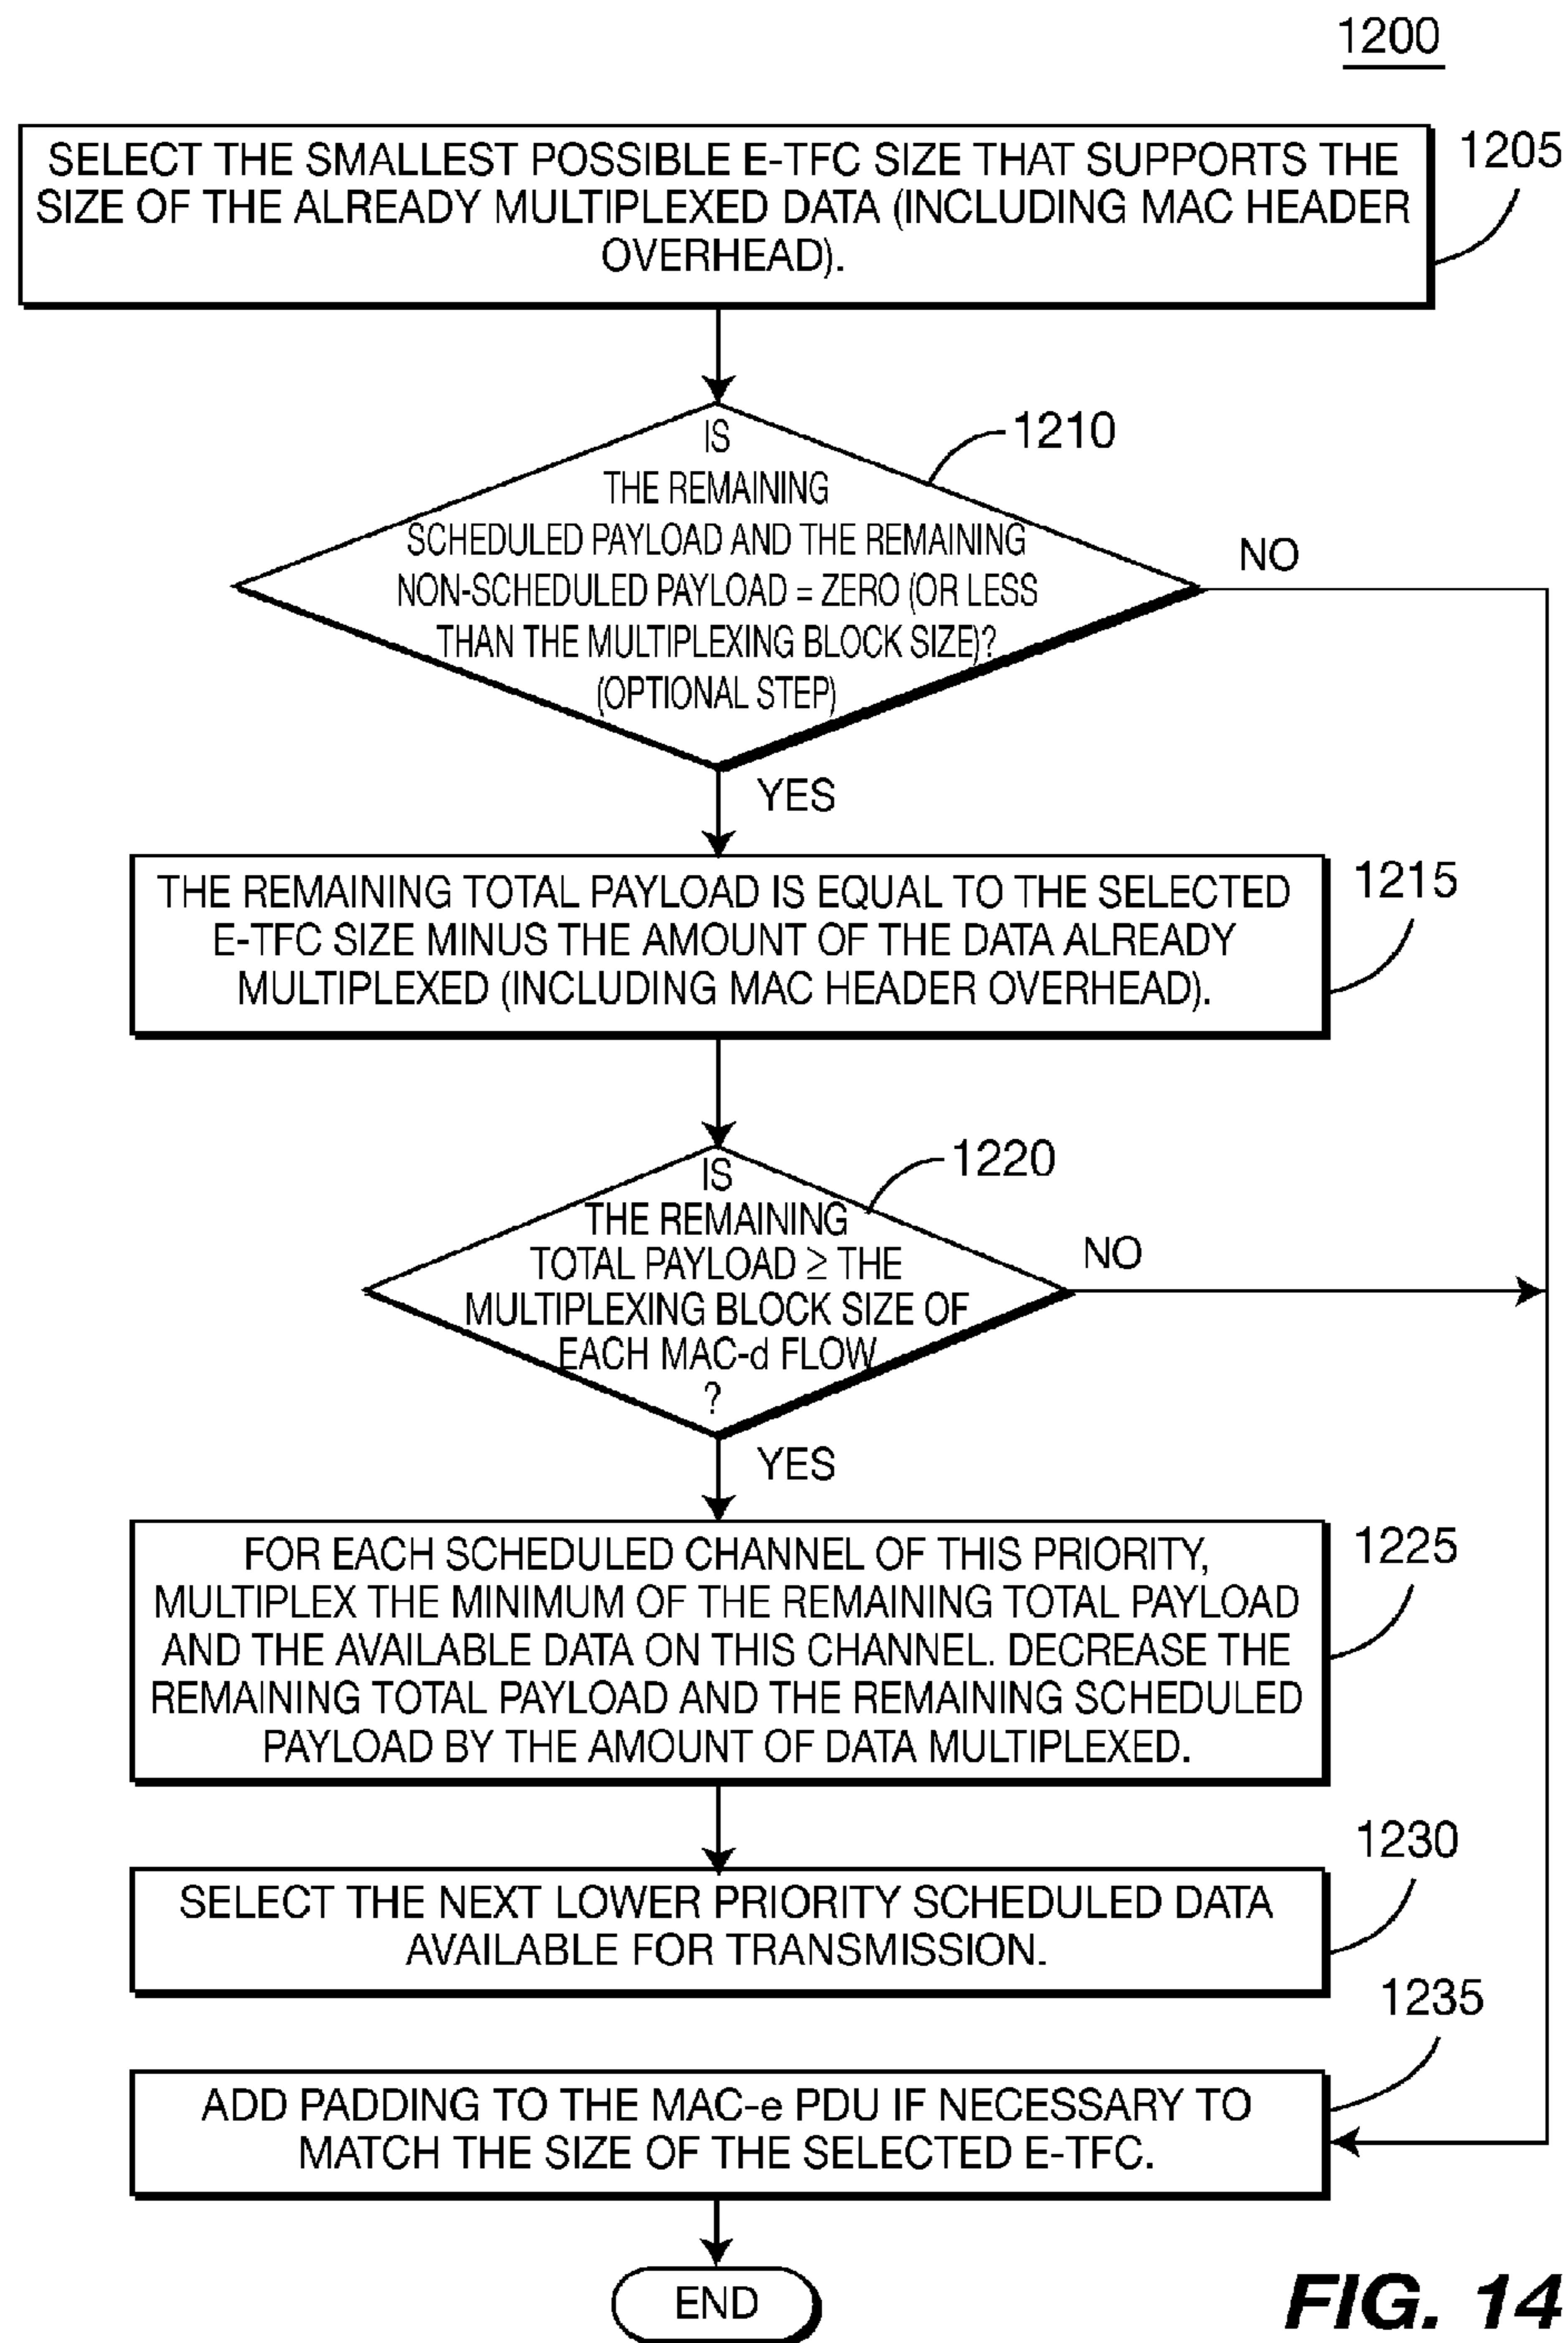 1200
SELECT THE SMALLEST POSSIBLE E-TFC SIZE THAT SUPPORTS THE
SIZE OF THE ALREADY MULTIPLEXED DATA (INCLUDING MAC HEADER
OVERHEAD).
1205
IS
THE REMAINING
SCHEDULED PAYLOAD AND THE REMAINING
NON-SCHEDULED PAYLOAD = ZERO (OR LESS
THAN THE MULTIPLEXING BLOCK SIZE)?
(OPTIONAL STEP)
1210
NO
YES
THE REMAINING TOTAL PAYLOAD IS EQUAL TO THE SELECTED
E-TFC SIZE MINUS THE AMOUNT OF THE DATA ALREADY
MULTIPLEXED (INCLUDING MAC HEADER OVERHEAD).
1215
IS
THE REMAINING
TOTAL PAYLOAD ≥ THE
MULTIPLEXING BLOCK SIZE OF
EACH MAC-d FLOW
?
1220
NO
YES
FOR EACH SCHEDULED CHANNEL OF THIS PRIORITY,
MULTIPLEX THE MINIMUM OF THE REMAINING TOTAL PAYLOAD
AND THE AVAILABLE DATA ON THIS CHANNEL. DECREASE THE
REMAINING TOTAL PAYLOAD AND THE REMAINING SCHEDULED
PAYLOAD BY THE AMOUNT OF DATA MULTIPLEXED.
1225
SELECT THE NEXT LOWER PRIORITY SCHEDULED DATA
AVAILABLE FOR TRANSMISSION.
1230
ADD PADDING TO THE MAC-e PDU IF NECESSARY TO
MATCH THE SIZE OF THE SELECTED E-TFC.
1235
END
FIG. 14